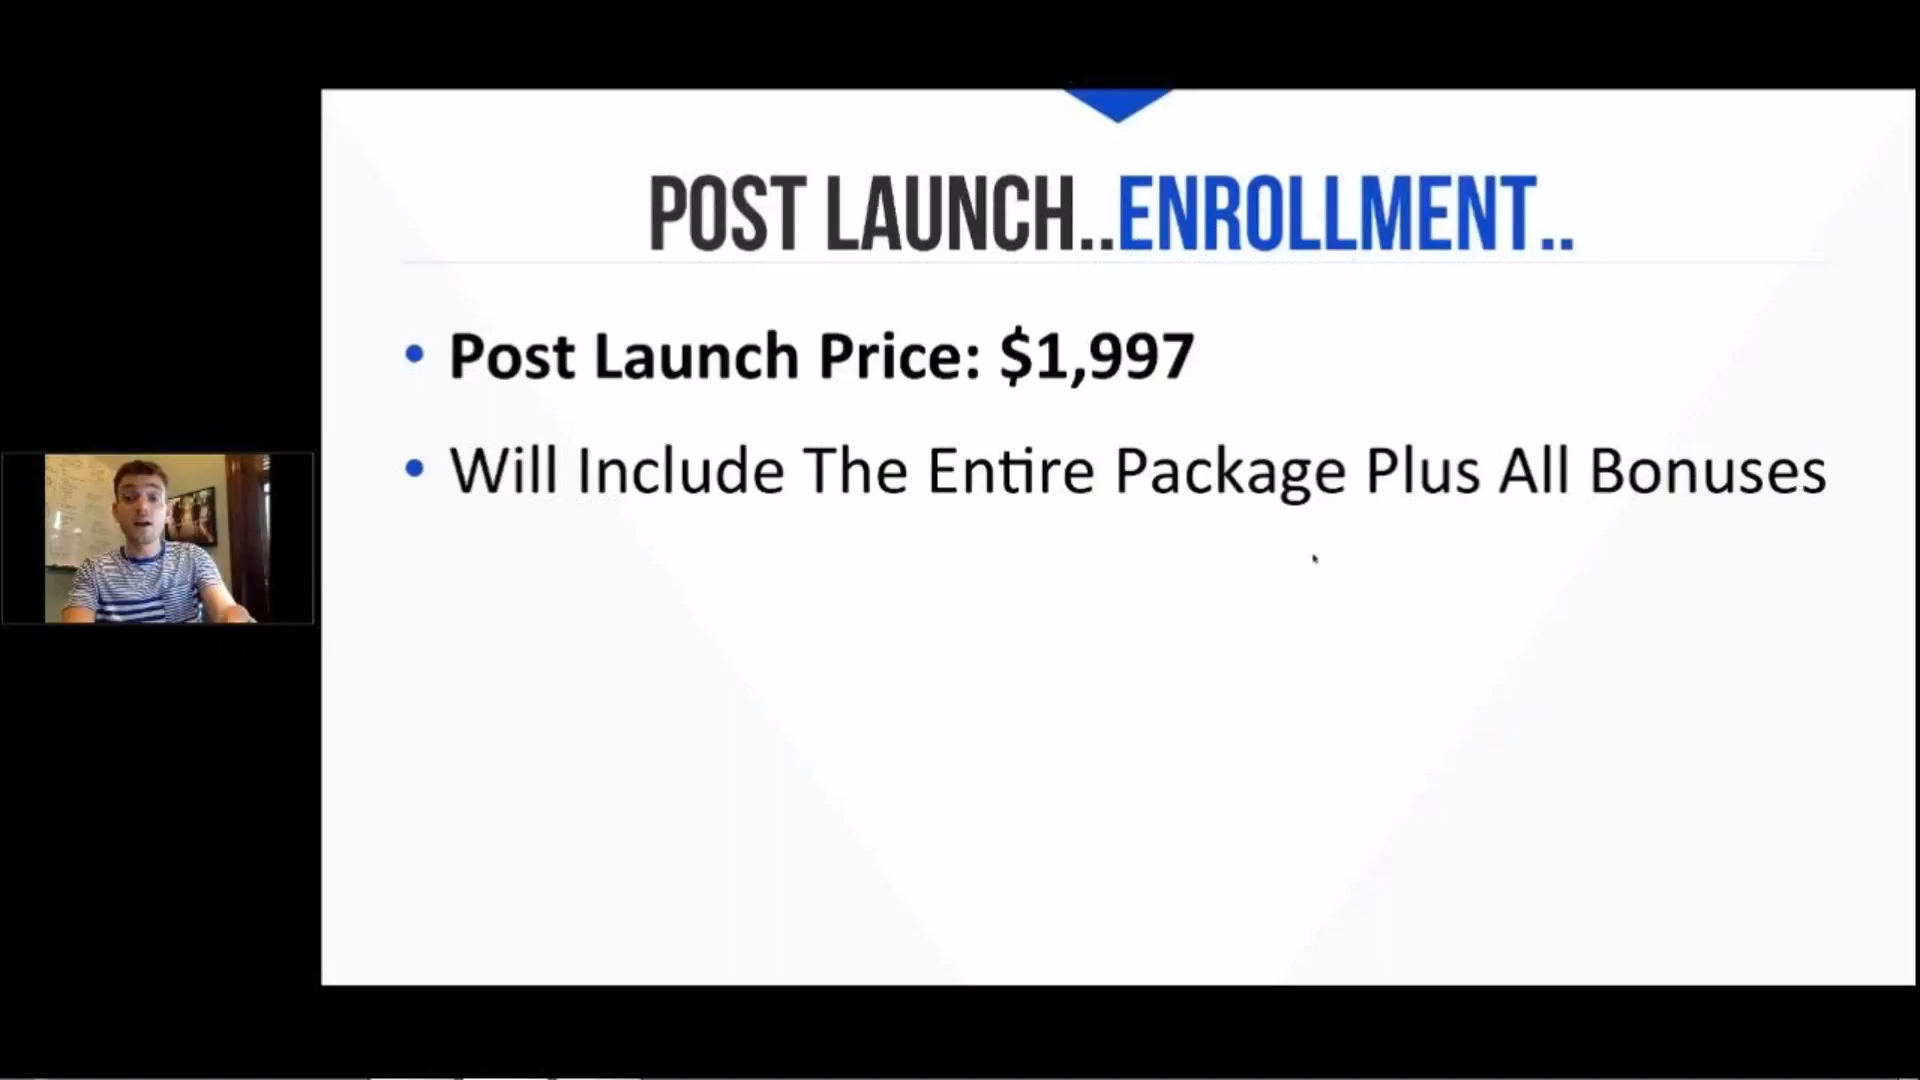 POST LAUNCH..ENROLLMENT..
• Post Launch Price: $1,997
• Will Include The Entire Package Plus All Bonuses